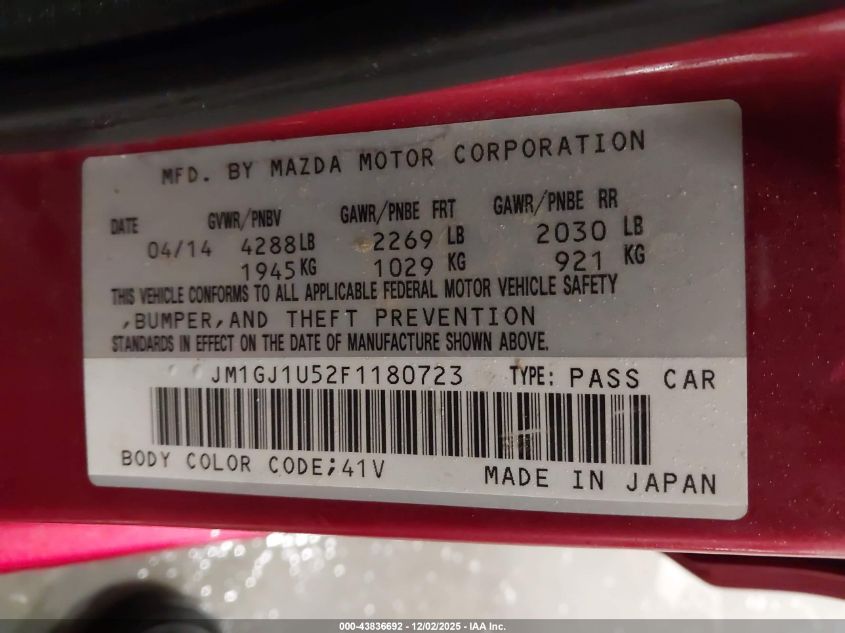 MFD. BY MAZDA MOTOR CORPORATION
DATE GVWR/PNBV GAWR/PNBE FRT GAWR/PNBE RR
04/14 4288LB 2269 LB 2030 LB
1945KG 1029 KG 921 KG
THIS VEHICLE CONFORMS TO ALL APPLICABLE FEDERAL MOTOR VEHICLE SAFETY
,BUMPER,AND THEFT PREVENTION
STANDARDS IN EFFECT ON THE DATE OF MANUFACTURE SHOWN ABOVE.
JM1GJ1U52F1180723 TYPE: PASS CAR
BODY COLOR CODE;41V MADE IN JAPAN
000-43836692 - 12/02/2025 - IAA Inc.